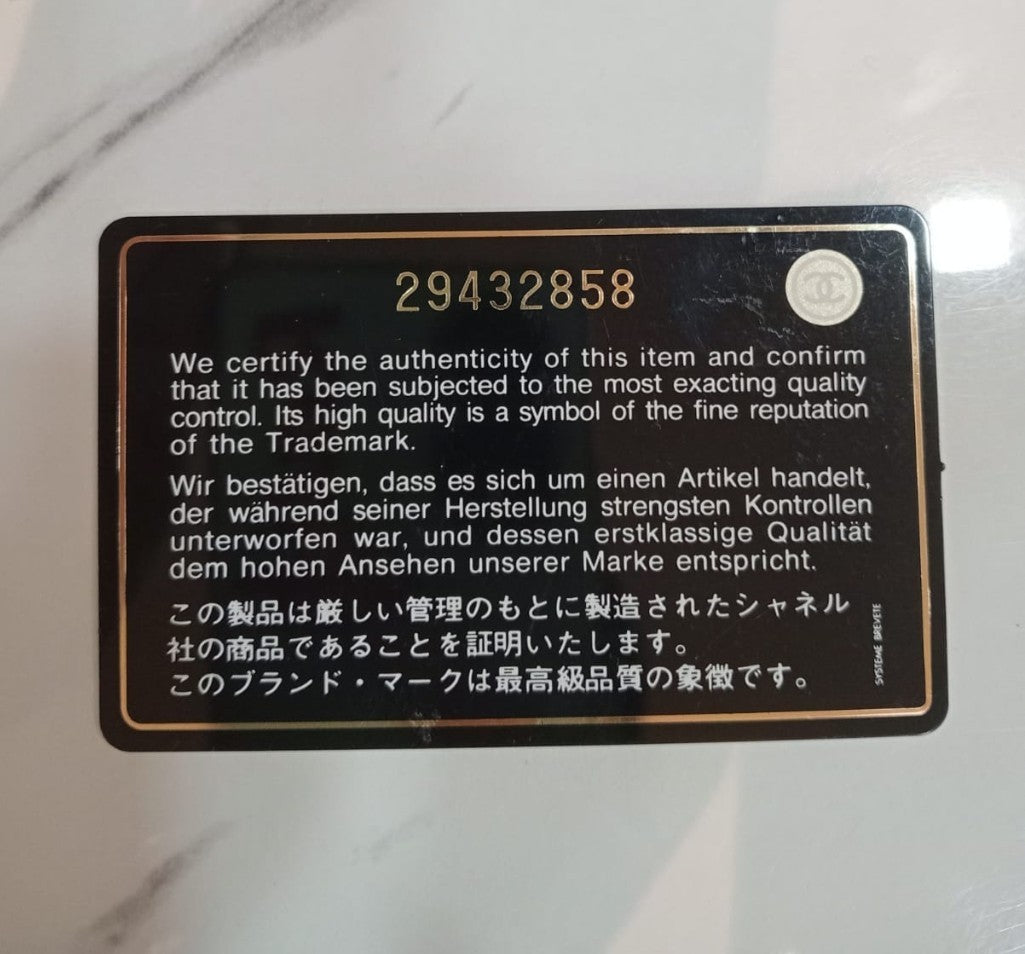 29432858
We certify the authenticity of this item and confirm
that it has been subjected to the most exacting quality
control. Its high quality is a symbol of the fine reputation
of the Trademark.
Wir bestätigen, dass es sich um einen Artikel handelt,
der während seiner Herstellung strengsten Kontrollen
unterworfen war, und dessen erstklassige Qualität
dem hohen Ansehen unserer Marke entspricht.
この製品は厳しい管理のもとに製造されたシャネル
社の商品であることを証明いたします。
このブランド・マークは最高級品質の象徴です。
SYSTEME BREVETE